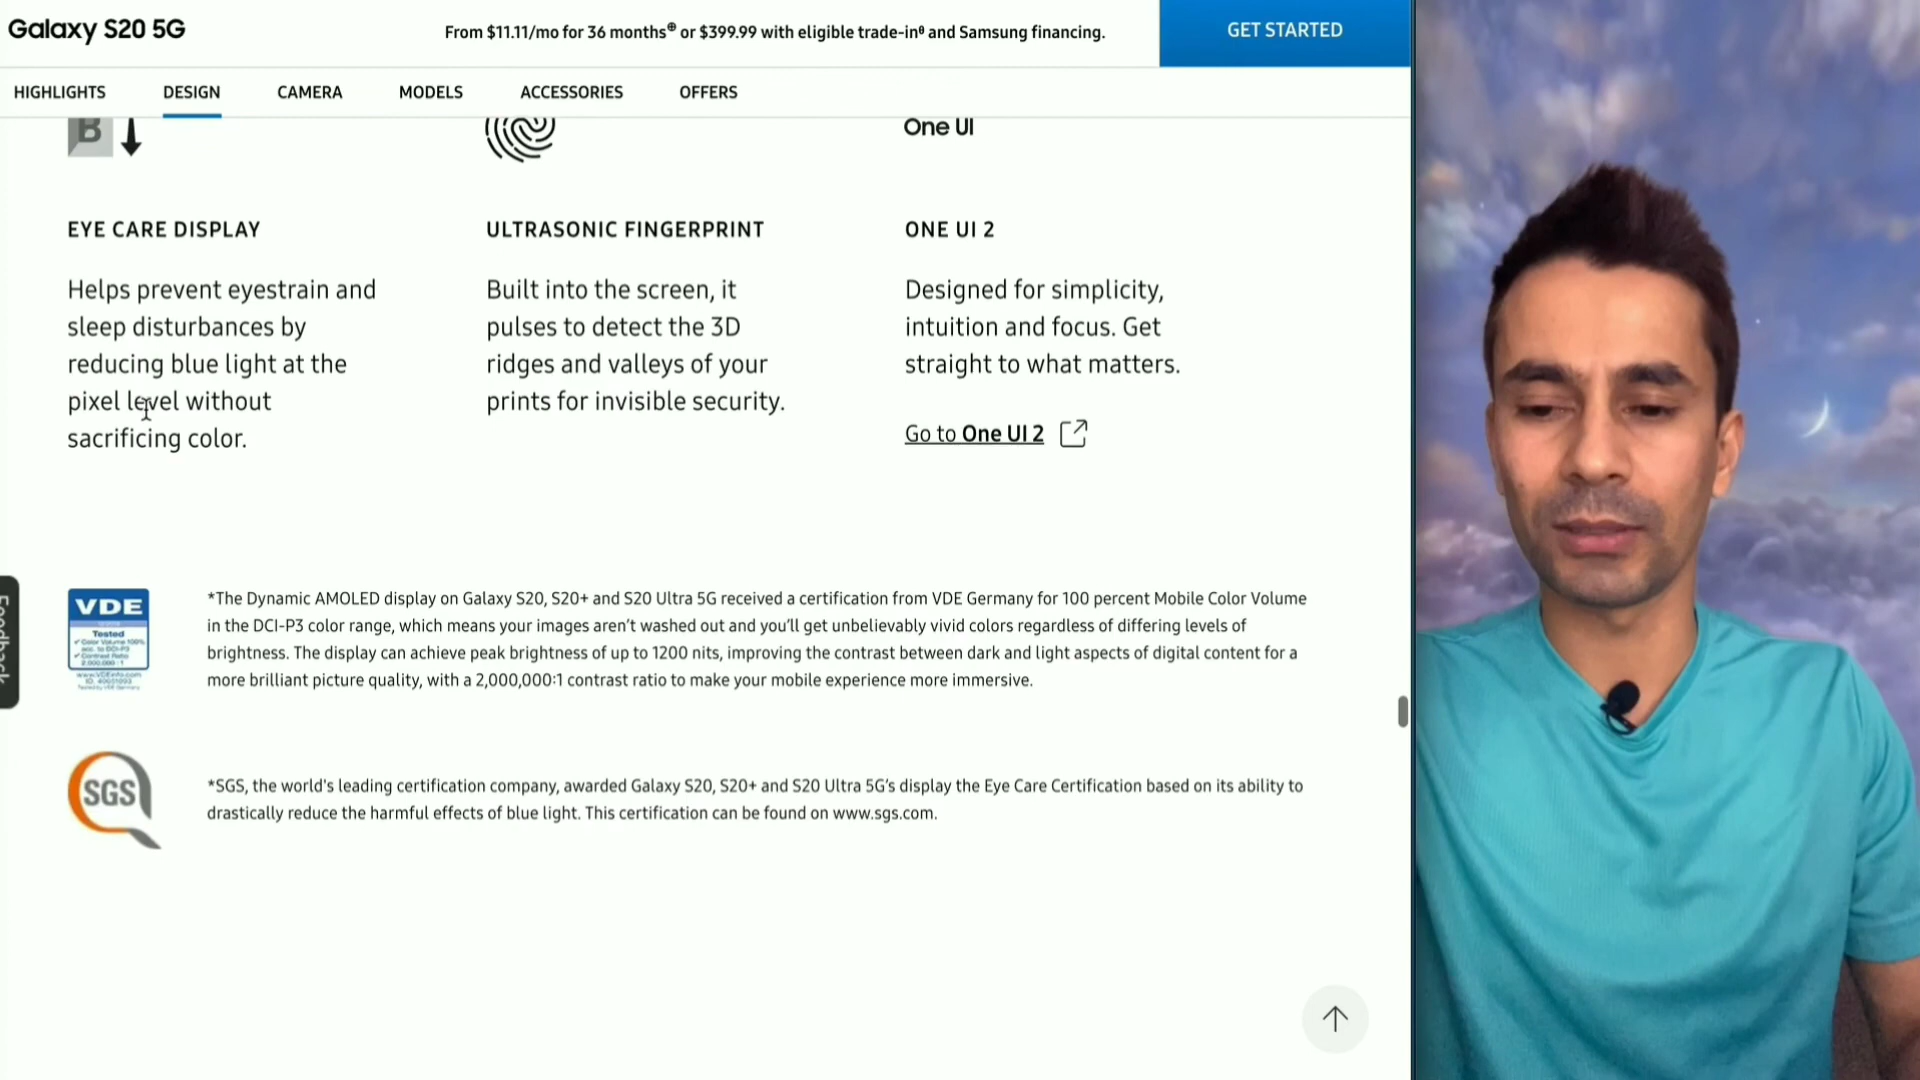 Galaxy S20 5G
From $11.11/mo for 36 months⊕ or $399.99 with eligible trade-inθ and Samsung financing.
GET STARTED
HIGHLIGHTS
DESIGN
CAMERA
MODELS
ACCESSORIES
OFFERS
B
One UI
EYE CARE DISPLAY
Helps prevent eyestrain and
sleep disturbances by
reducing blue light at the
pixel level without
sacrificing color.
ULTRASONIC FINGERPRINT
Built into the screen, it
pulses to detect the 3D
ridges and valleys of your
prints for invisible security.
ONE UI 2
Designed for simplicity,
intuition and focus. Get
straight to what matters.
Go to One UI 2
Feedback
VDE
Tested
*The Dynamic AMOLED display on Galaxy S20, S20+ and S20 Ultra 5G received a certification from VDE Germany for 100 percent Mobile Color Volume
in the DCI-P3 color range, which means your images aren't washed out and you'll get unbelievably vivid colors regardless of differing levels of
brightness. The display can achieve peak brightness of up to 1200 nits, improving the contrast between dark and light aspects of digital content for a
more brilliant picture quality, with a 2,000,000:1 contrast ratio to make your mobile experience more immersive.
SGS
*SGS, the world's leading certification company, awarded Galaxy S20, S20+ and S20 Ultra 5G's display the Eye Care Certification based on its ability to
drastically reduce the harmful effects of blue light. This certification can be found on www.sgs.com.